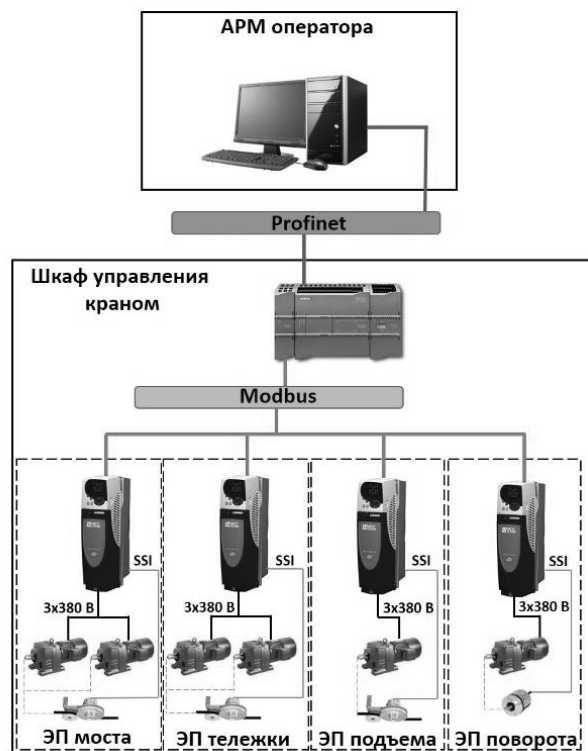 АРМ оператора
Profinet
Шкаф управления
краном
Modbus
SSI
SSI
SSI
SSI
3x380 В
3x380 В
3x380 В
3x380 В
ЭП моста
ЭП тележки
ЭП подъема
ЭП поворота